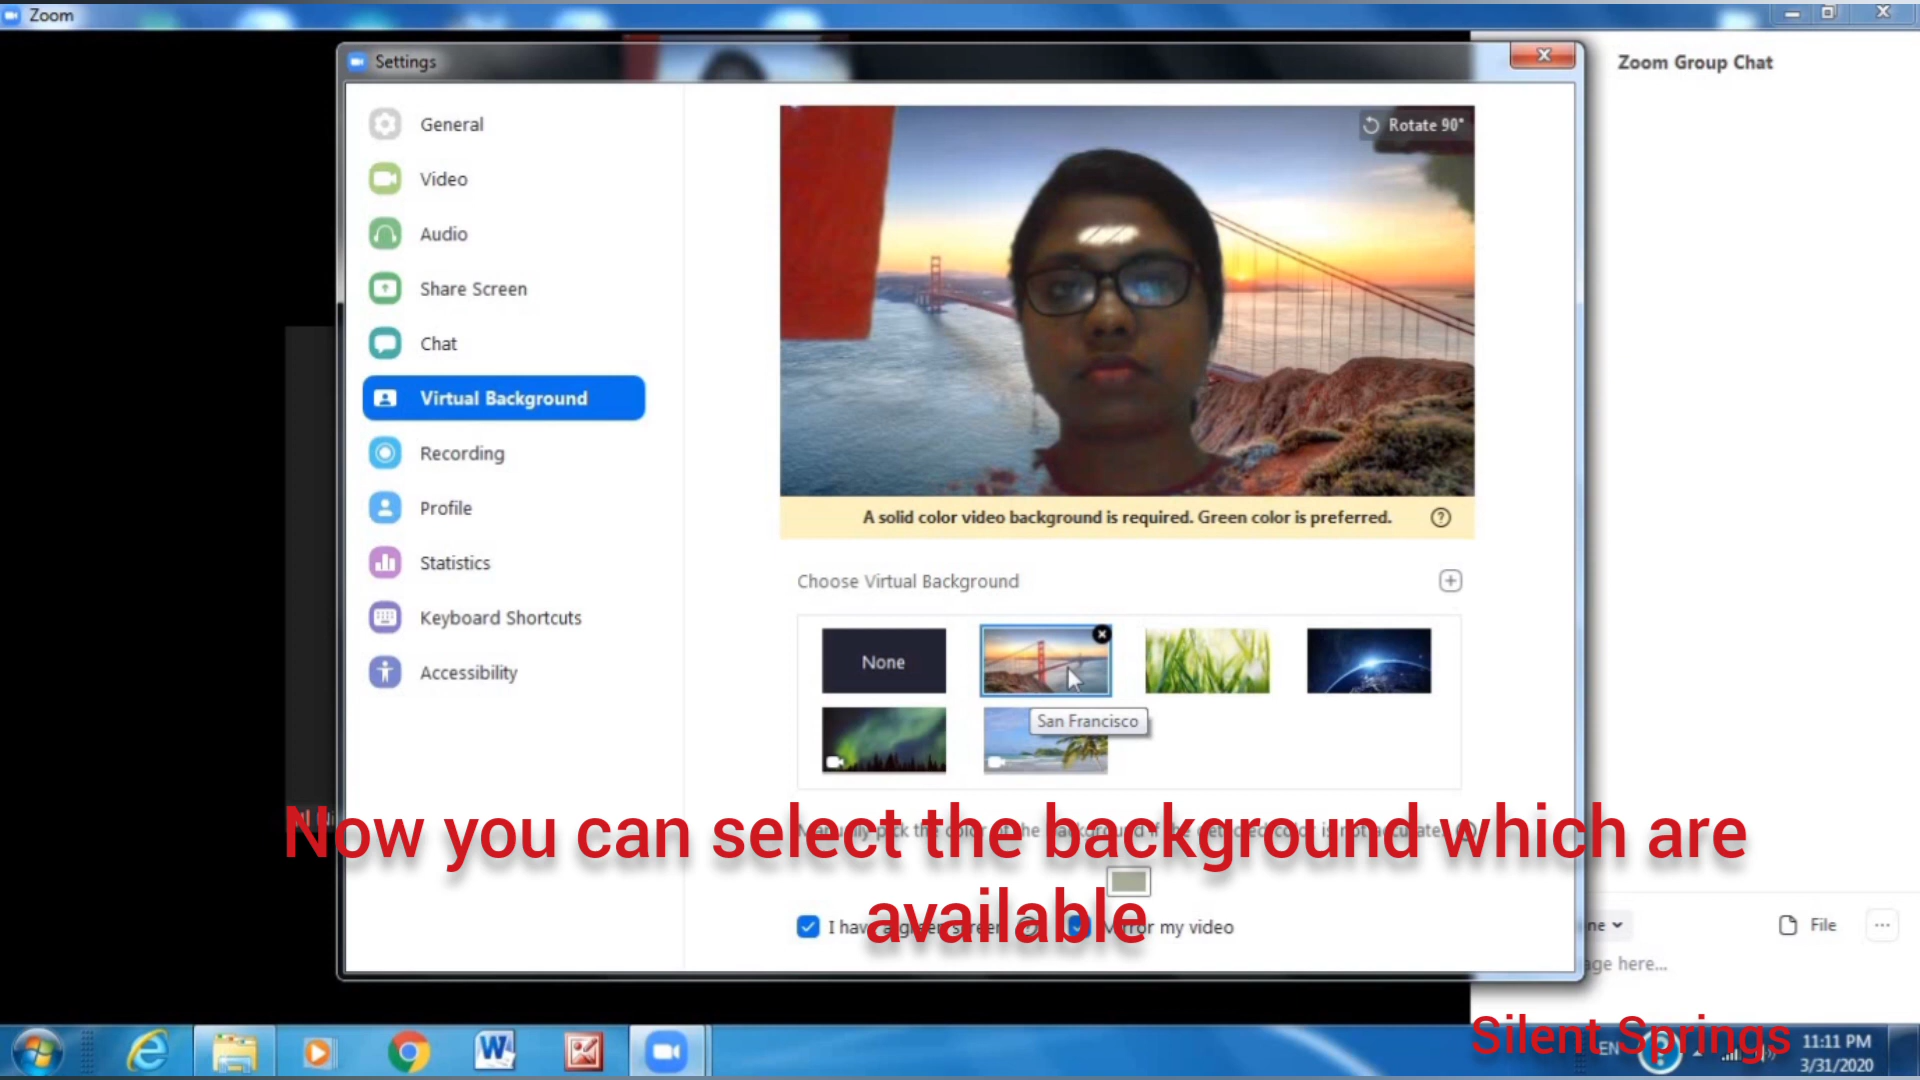 Zoom
Settings
Zoom Group Chat
General
Video
Audio
Share Screen
Chat
Virtual Background
Recording
Profile
Statistics
Keyboard Shortcuts
Accessibility
Rotate 90°
A solid color video background is required. Green color is preferred.
Choose Virtual Background
None
San Francisco
Now you can select the background which are
available
Mirror my video
File
here...
Silent Springs
EN
11:11 PM
3/31/2020